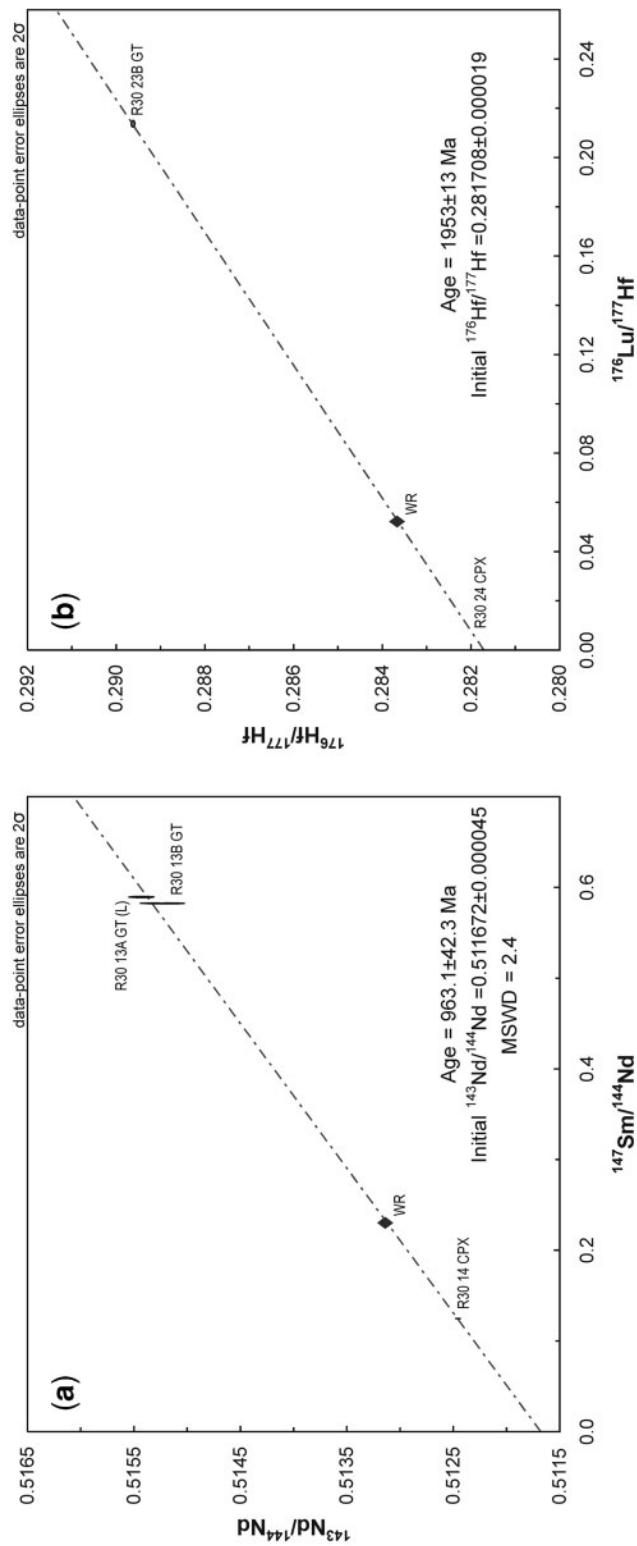 data-point error ellipses are 2σ
(a)
0.5165
0.5155
0.5145
0.5135
0.5125
0.5115
¹⁴³Nd/¹⁴⁴Nd
R30 13A GT (L)
R30 13B GT
WR
R30 14 CPX
Age = 963.1±42.3 Ma
Initial ¹⁴³Nd/¹⁴⁴Nd =0.511672±0.000045
MSWD = 2.4
0.0
0.2
0.4
0.6
¹⁴⁷Sm/¹⁴⁴Nd
data-point error ellipses are 2σ
(b)
0.292
0.290
0.288
0.286
0.284
0.282
0.280
¹⁷⁶Hf/¹⁷⁷Hf
R30 23B GT
WR
R30 24 CPX
Age = 1953±13 Ma
Initial ¹⁷⁶Hf/¹⁷⁷Hf =0.281708±0.000019
0.00
0.04
0.08
0.12
0.16
0.20
0.24
¹⁷⁶Lu/¹⁷⁷Hf